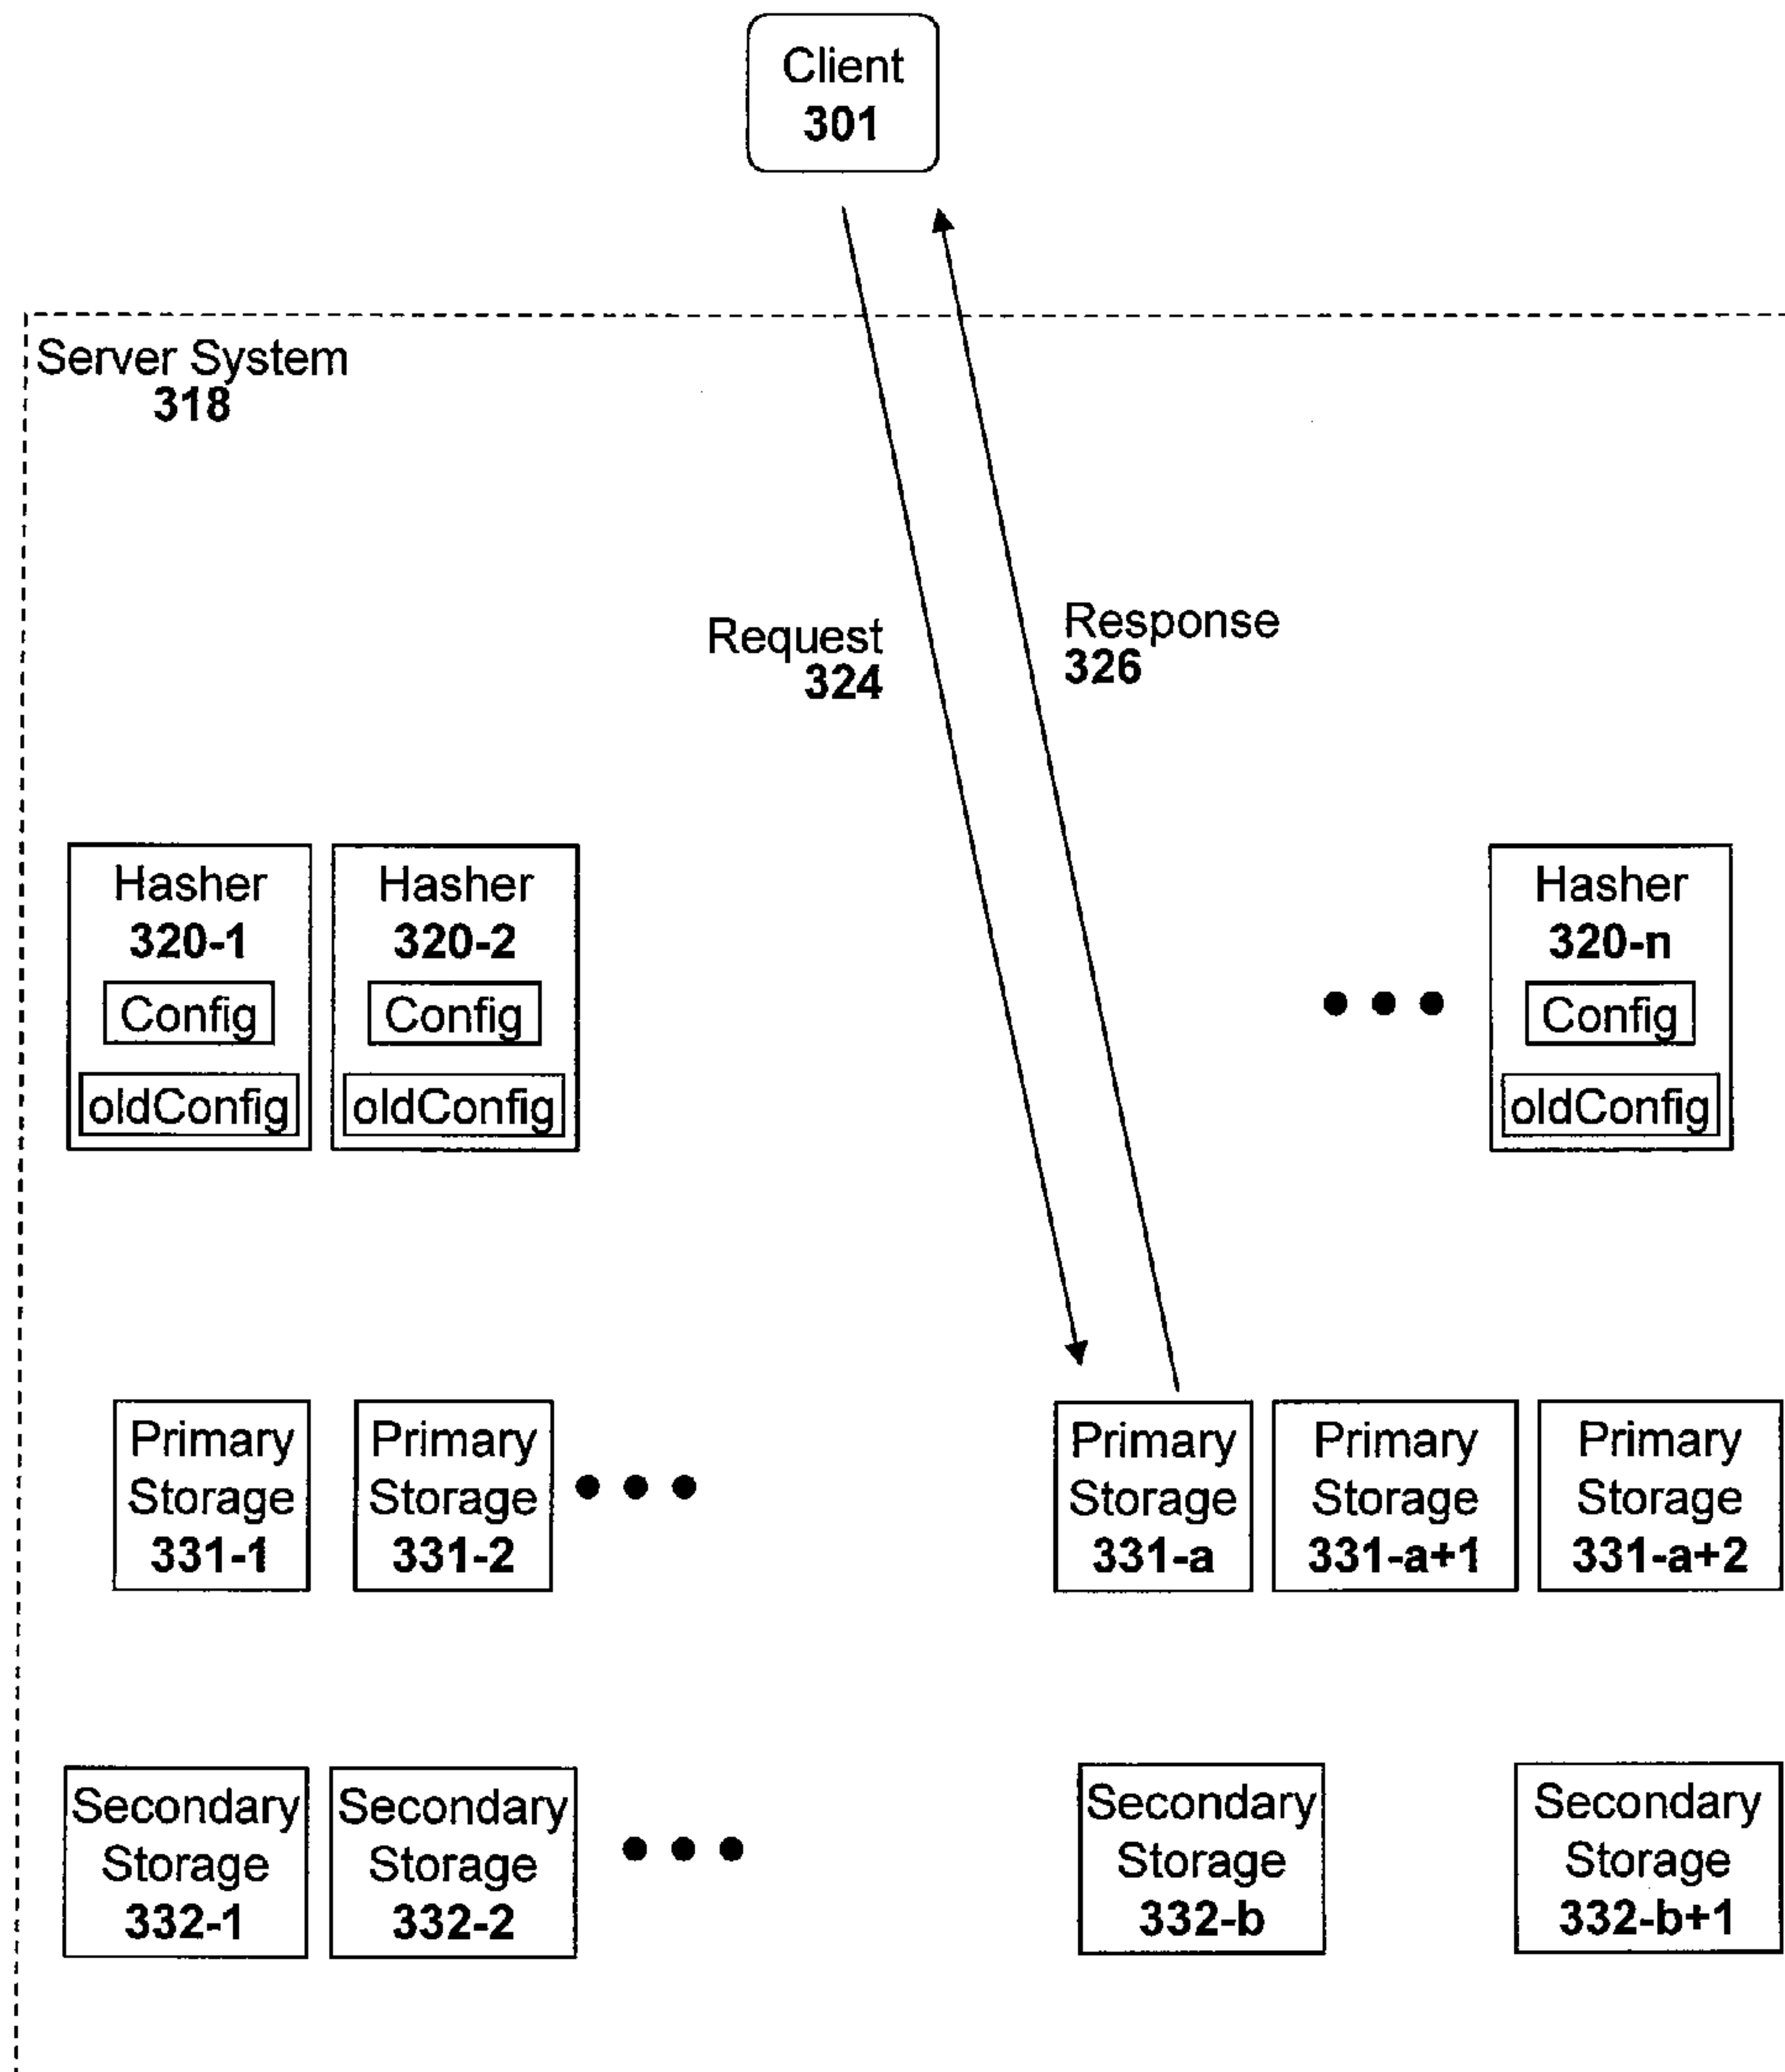 Client
301
Server System
318
Request
324
Response
326
Hasher
320-1
Config
oldConfig
Hasher
320-2
Config
oldConfig
Hasher
320-n
Config
oldConfig
Primary
Storage
331-1
Primary
Storage
331-2
Primary
Storage
331-a
Primary
Storage
331-a+1
Primary
Storage
331-a+2
Secondary
Storage
332-1
Secondary
Storage
332-2
Secondary
Storage
332-b
Secondary
Storage
332-b+1